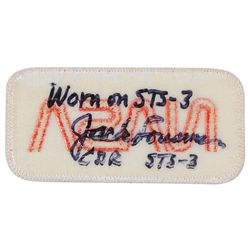 Worn on STS-3
NASA
Jack Lousma
CDR STS-3